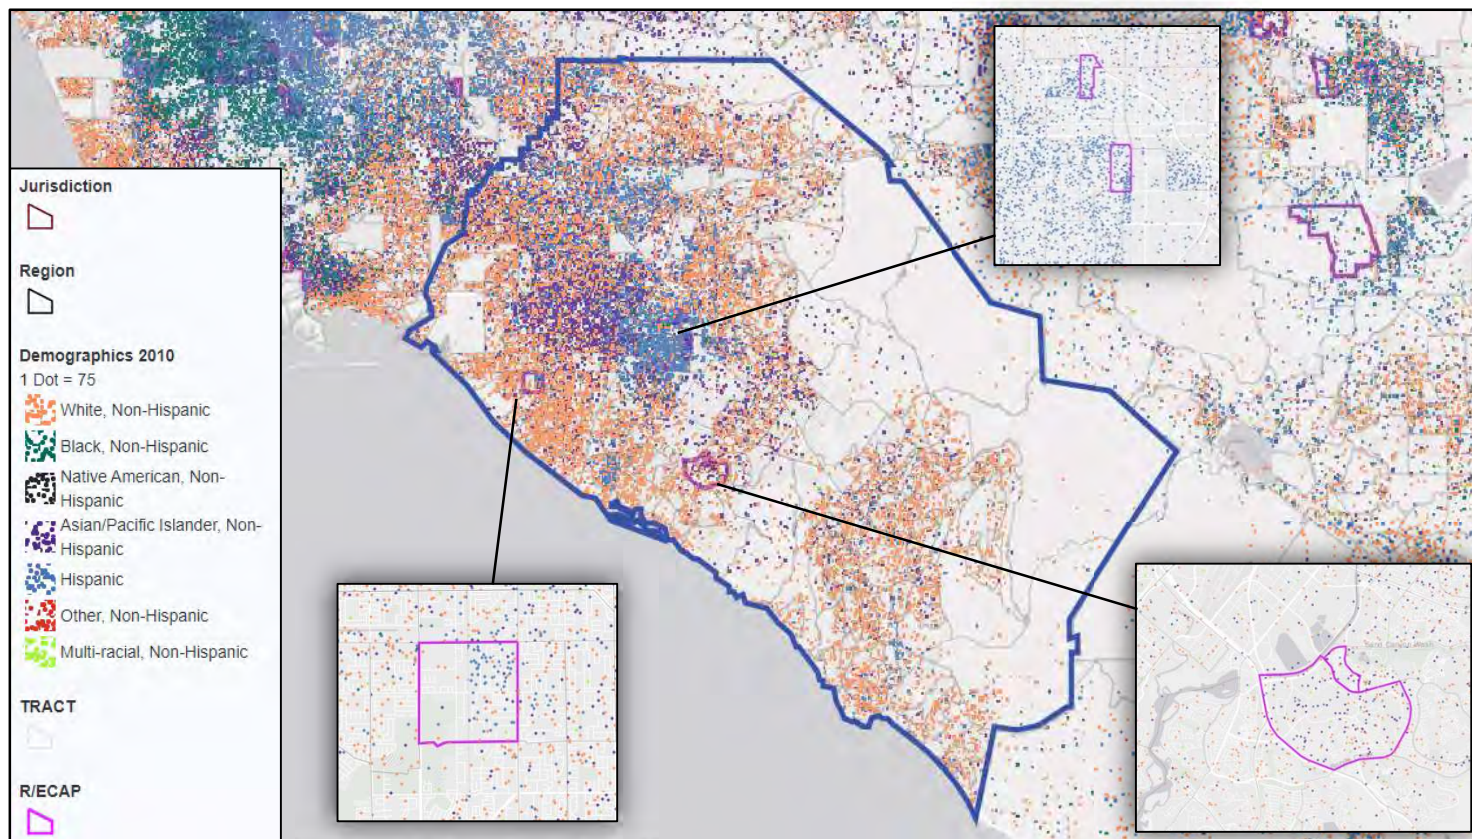 Jurisdiction
Region
Demographics 2010
1 Dot = 75
White, Non-Hispanic
Black, Non-Hispanic
Native American, Non-
Hispanic
Asian/Pacific Islander, Non-
Hispanic
Hispanic
Other, Non-Hispanic
Multi-racial, Non-Hispanic
TRACT
R/ECAP